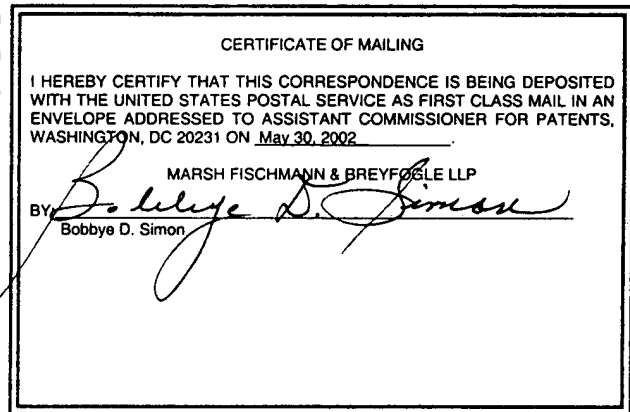 CERTIFICATE OF MAILING
I HEREBY CERTIFY THAT THIS CORRESPONDENCE IS BEING DEPOSITED
WITH THE UNITED STATES POSTAL SERVICE AS FIRST CLASS MAIL IN AN
ENVELOPE ADDRESSED TO ASSISTANT COMMISSIONER FOR PATENTS,
WASHINGTON, DC 20231 ON May 30, 2002.
MARSH FISCHMANN & BREYFOGLE LLP
BY: Bobbye D. Simon
Bobbye D. Simon